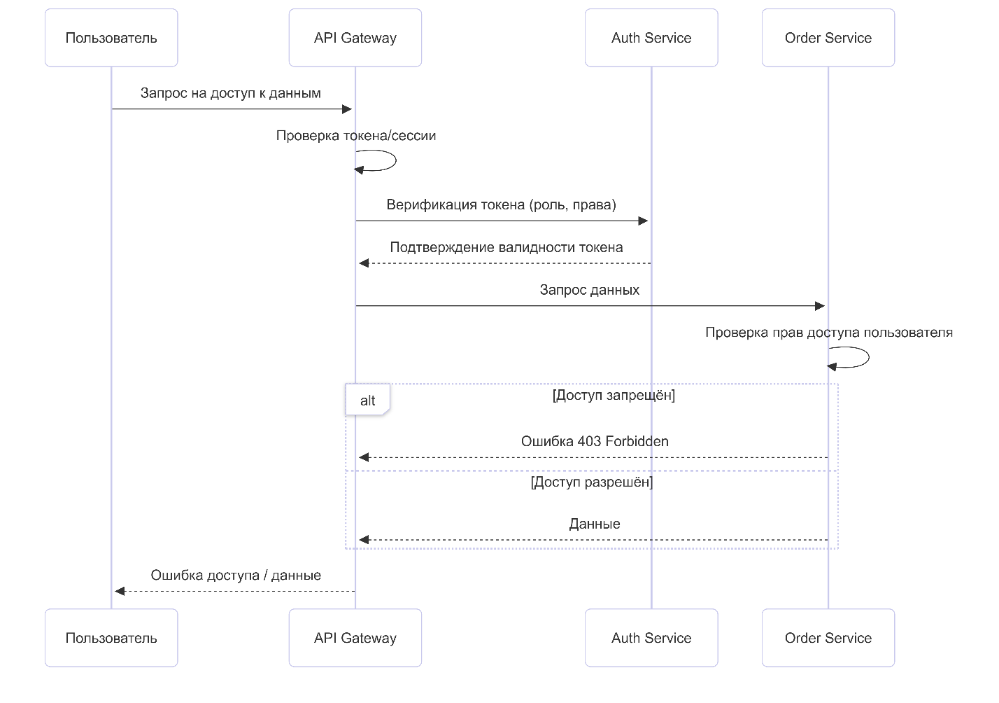 Пользователь
API Gateway
Auth Service
Order Service
Запрос на доступ к данным
Проверка токена/сессии
Верификация токена (роль, права)
Подтверждение валидности токена
Запрос данных
Проверка прав доступа пользователя
alt
[Доступ запрещён]
Ошибка 403 Forbidden
[Доступ разрешён]
Данные
Ошибка доступа / данные
Пользователь
API Gateway
Auth Service
Order Service